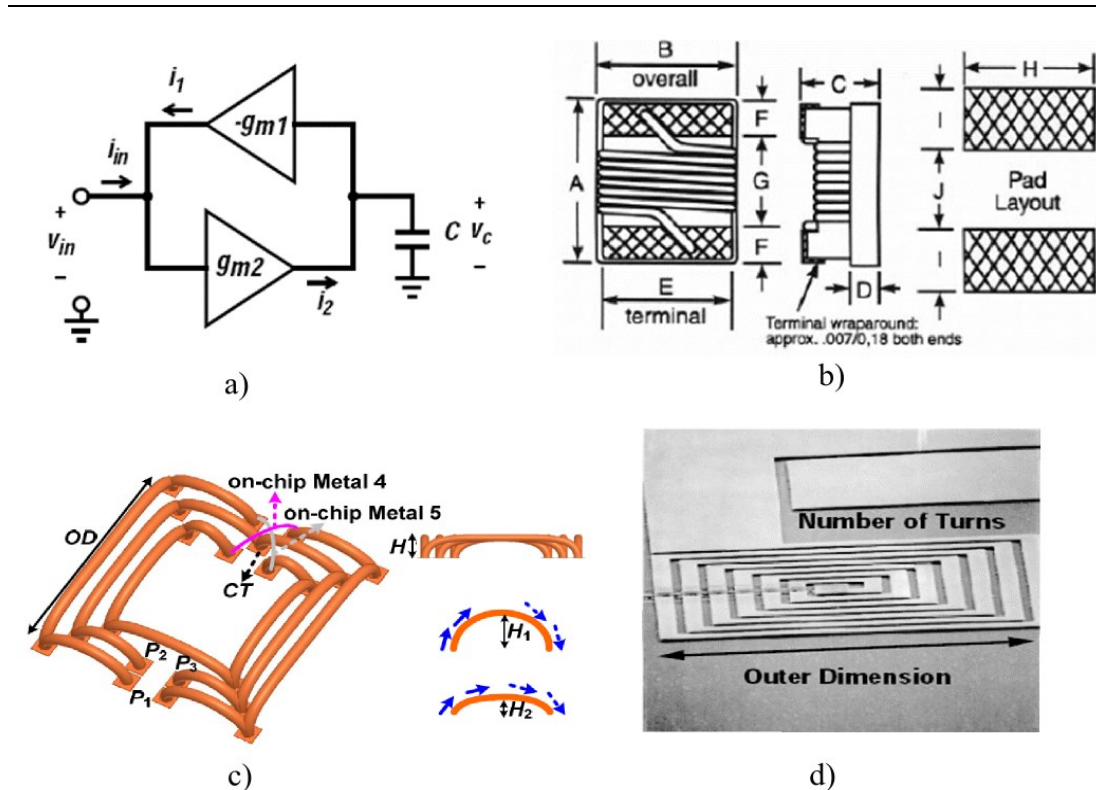 i1
-gm1
iin
+
vin
–
gm2
i2
C
+
vc
–
a)
B
overall
A
F
G
F
E
terminal
C
D
Terminal wraparound:
approx. .007/0,18 both ends
H
I
J
I
Pad
Layout
b)
on-chip Metal 4
on-chip Metal 5
OD
CT
P2
P3
P1
H
H1
H2
c)
Number of Turns
Outer Dimension
d)